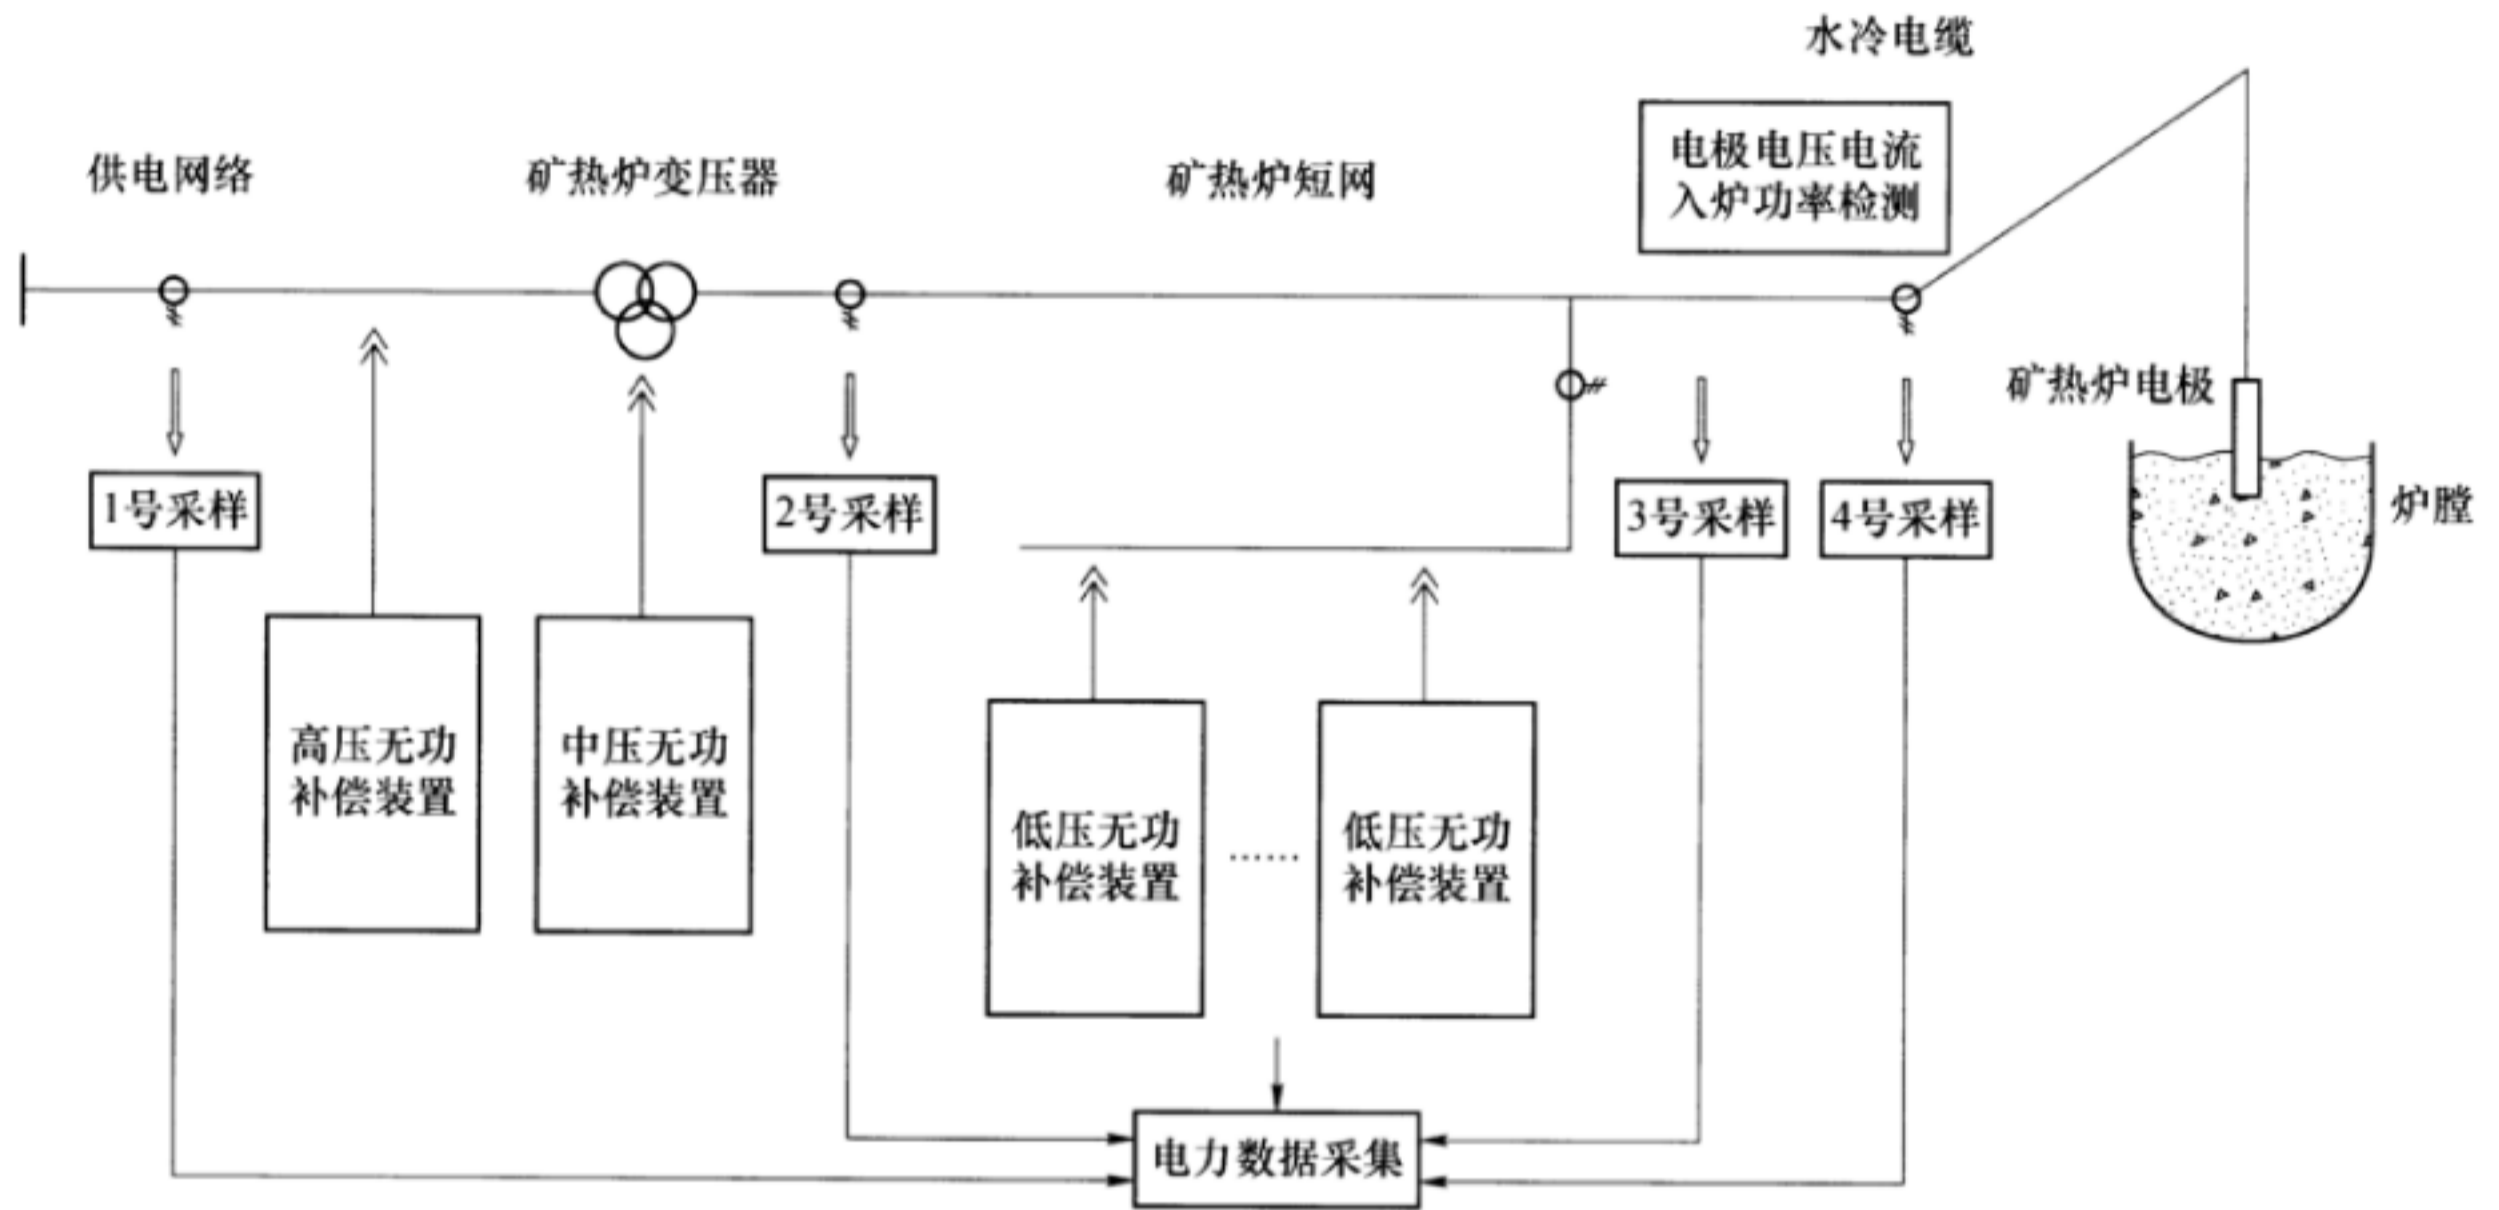 水冷电缆
供电网络
矿热炉变压器
矿热炉短网
电极电压电流
入炉功率检测
矿热炉电极
炉膛
1号采样
2号采样
3号采样
4号采样
高压无功
补偿装置
中压无功
补偿装置
低压无功
补偿装置
......
低压无功
补偿装置
电力数据采集